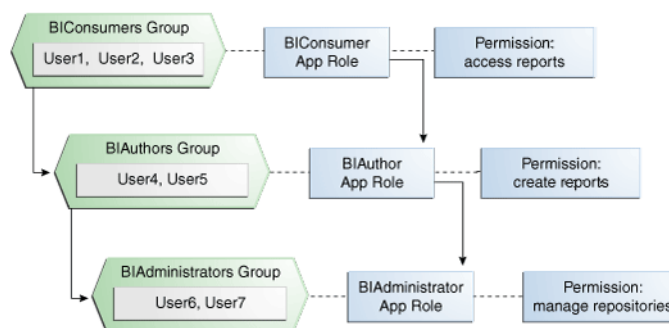 BIConsumers Group
User1, User2, User3
BIConsumer
App Role
Permission:
access reports
BIAuthors Group
User4, User5
BIAuthor
App Role
Permission:
create reports
BIAdministrators Group
User6, User7
BIAdministrator
App Role
Permission:
manage repositories